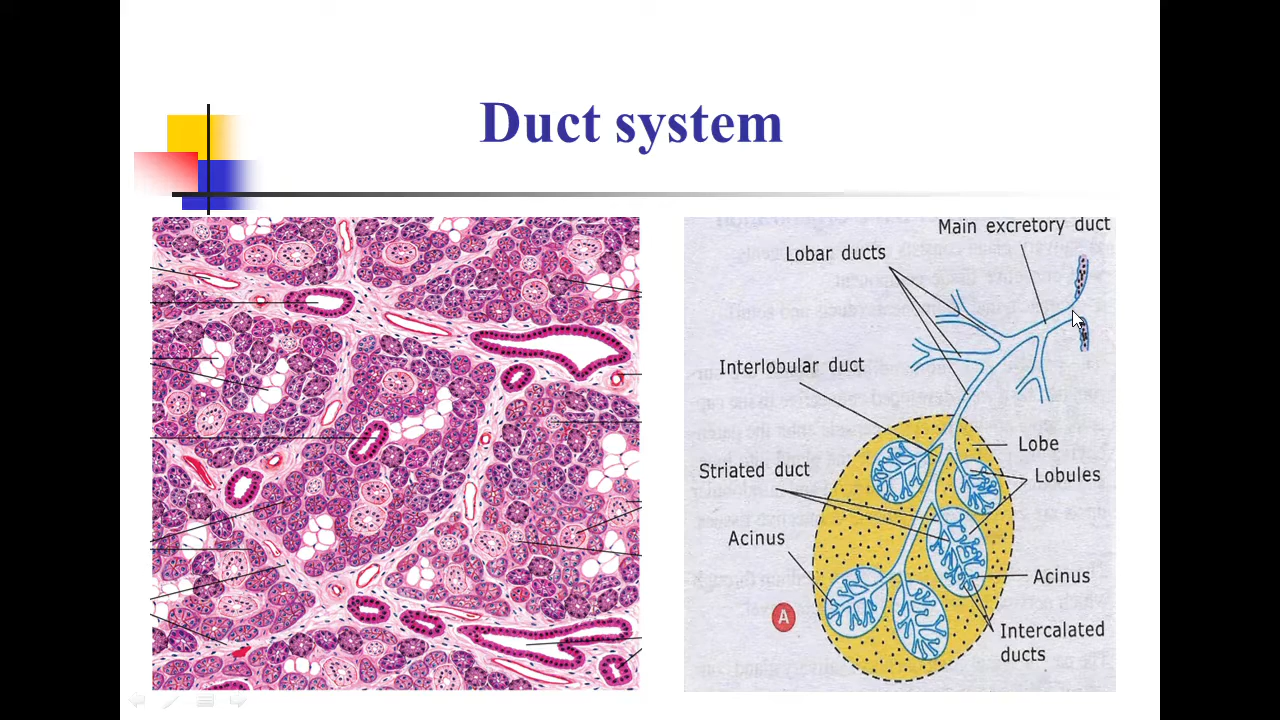 Duct system
Main excretory duct
Lobar ducts
Interlobular duct
Lobe
Striated duct
Lobules
Acinus
Acinus
A
Intercalated
ducts